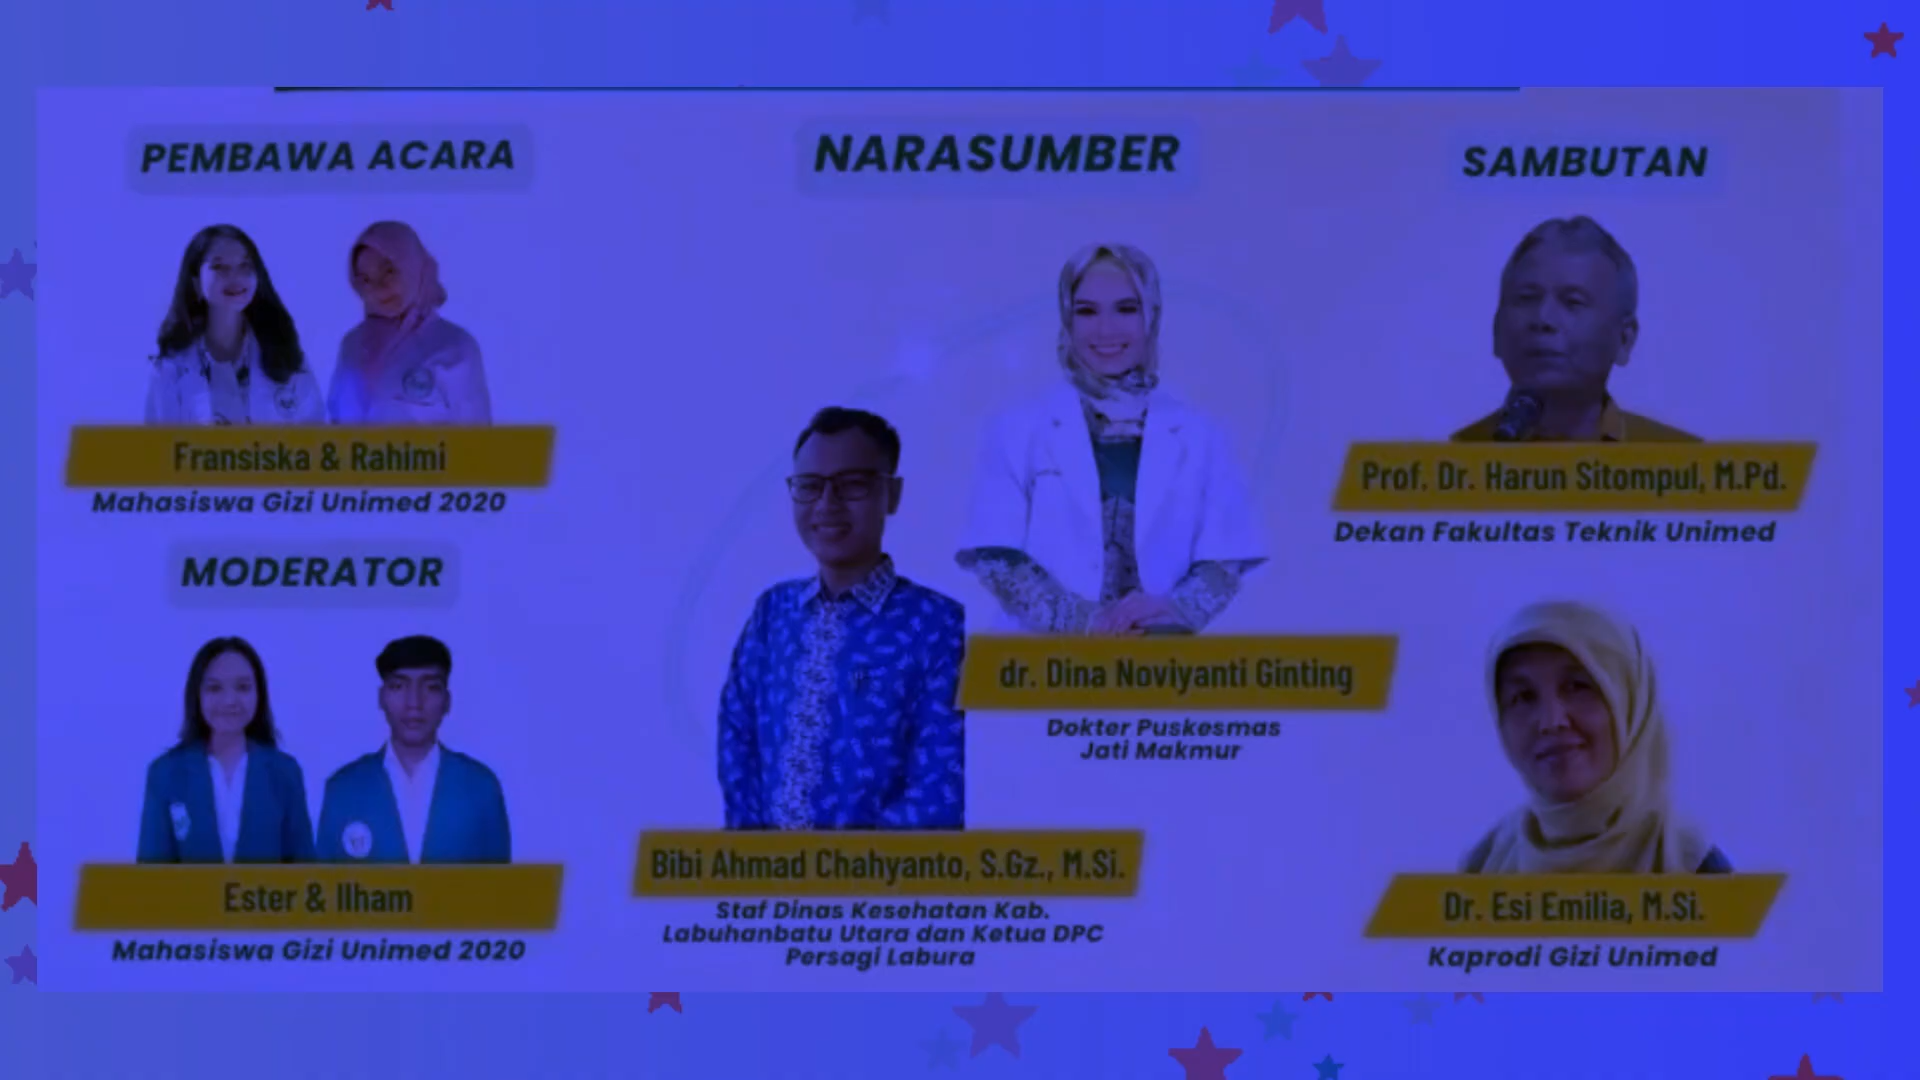 PEMBAWA ACARA
Fransiska & Rahimi
Mahasiswa Gizi Unimed 2020
MODERATOR
Ester & Ilham
Mahasiswa Gizi Unimed 2020
NARASUMBER
dr. Dina Noviyanti Ginting
Dokter Puskesmas
Jati Makmur
Bibi Ahmad Chahyanto, S.Gz., M.Si.
Staf Dinas Kesehatan Kab.
Labuhanbatu Utara dan Ketua DPC
Persagi Labura
SAMBUTAN
Prof. Dr. Harun Sitompul, M.Pd.
Dekan Fakultas Teknik Unimed
Dr. Esi Emilia, M.Si.
Kaprodi Gizi Unimed